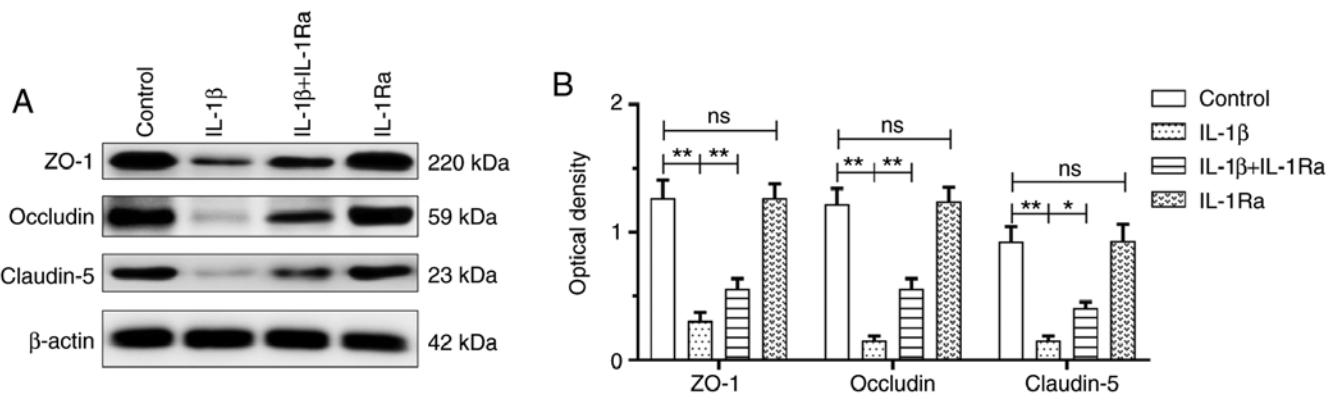 A
Control
IL-1β
IL-1β+IL-1Ra
IL-1Ra
ZO-1
220 kDa
Occludin
59 kDa
Claudin-5
23 kDa
β-actin
42 kDa
B
Optical density
2
1
0
ns
** **
ns
** **
ns
** *
ZO-1
Occludin
Claudin-5
Control
IL-1β
IL-1β+IL-1Ra
IL-1Ra